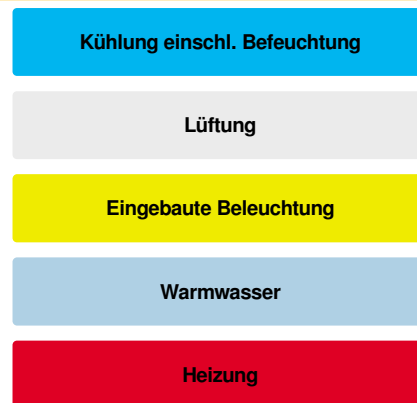 Kühlung einschl. Befeuchtung
Lüftung
Eingebaute Beleuchtung
Warmwasser
Heizung